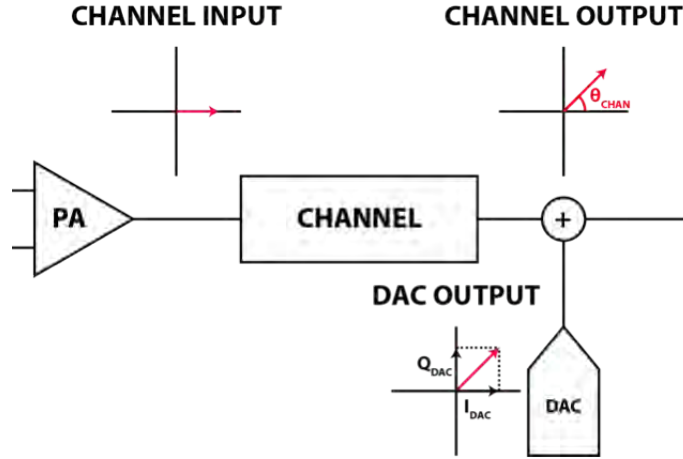 CHANNEL INPUT
CHANNEL OUTPUT
θCHAN
PA
CHANNEL
+
DAC OUTPUT
QDAC
IDAC
DAC